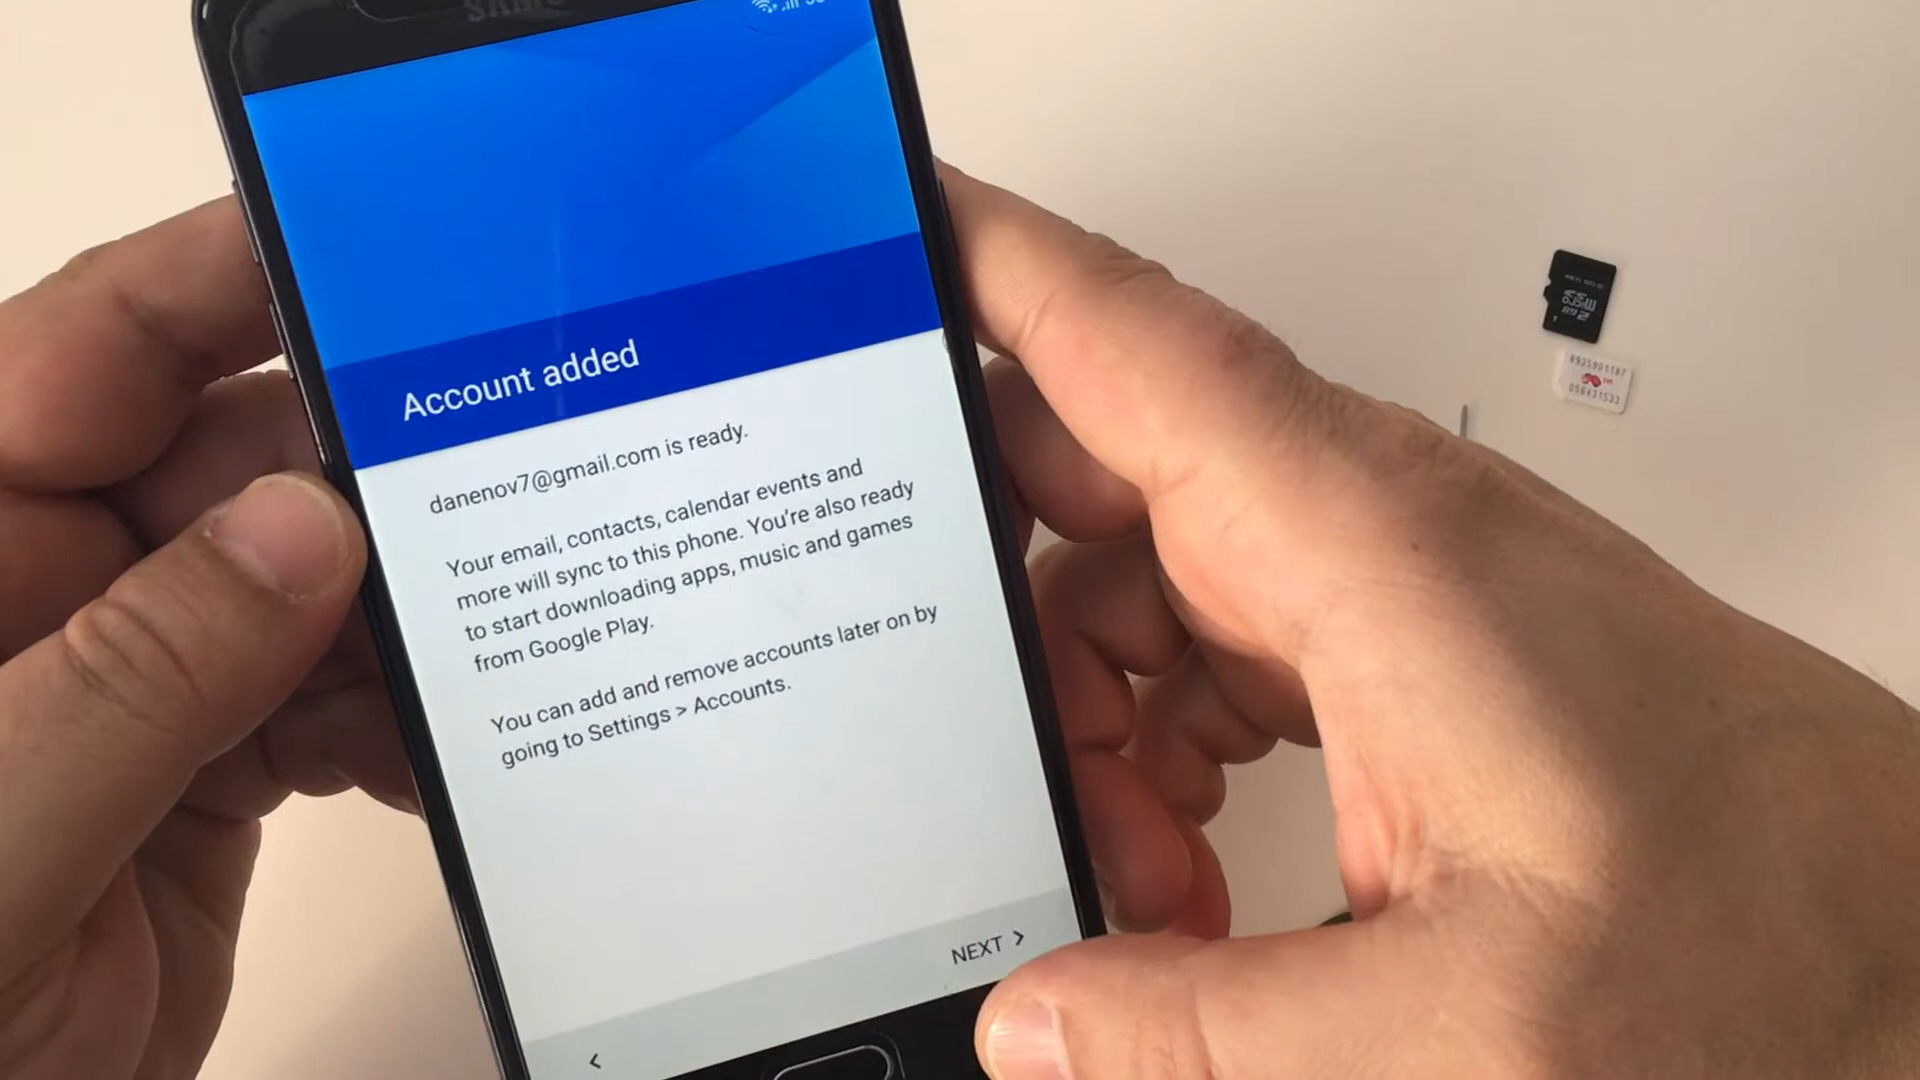 SAMSUNG
Account added
danenov7@gmail.com is ready.
Your email, contacts, calendar events and
more will sync to this phone. You're also ready
to start downloading apps, music and games
from Google Play.
You can add and remove accounts later on by
going to Settings > Accounts.
NEXT >
<